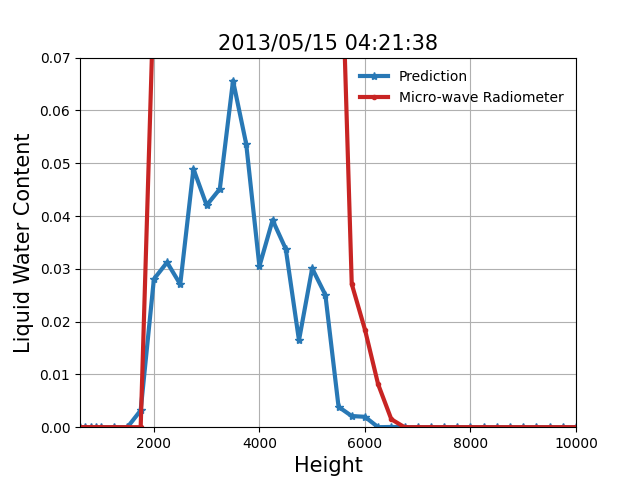 2013/05/15 04:21:38
Prediction
Micro-wave Radiometer
Liquid Water Content
0.07
0.06
0.05
0.04
0.03
0.02
0.01
0.00
2000 4000 6000 8000 10000
Height